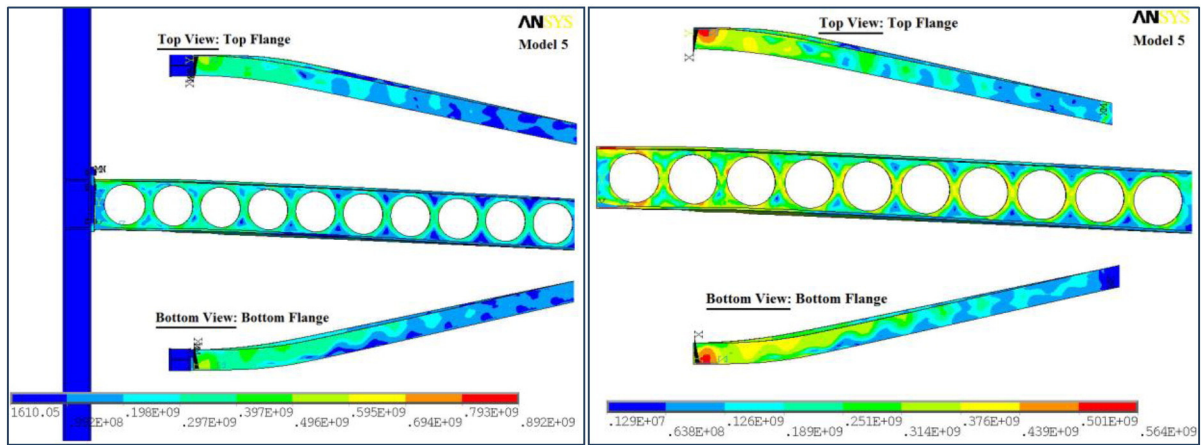 ANSYS
Model 5
Top View: Top Flange
Bottom View: Bottom Flange
1610.05 .198E+09 .397E+09 .595E+09 .793E+09
.992E+08 .297E+09 .496E+09 .694E+09 .892E+09
ANSYS
Model 5
Top View: Top Flange
X
Bottom View: Bottom Flange
X
.129E+07 .126E+09 .251E+09 .376E+09 .501E+09
.638E+08 .189E+09 .314E+09 .439E+09 .564E+09